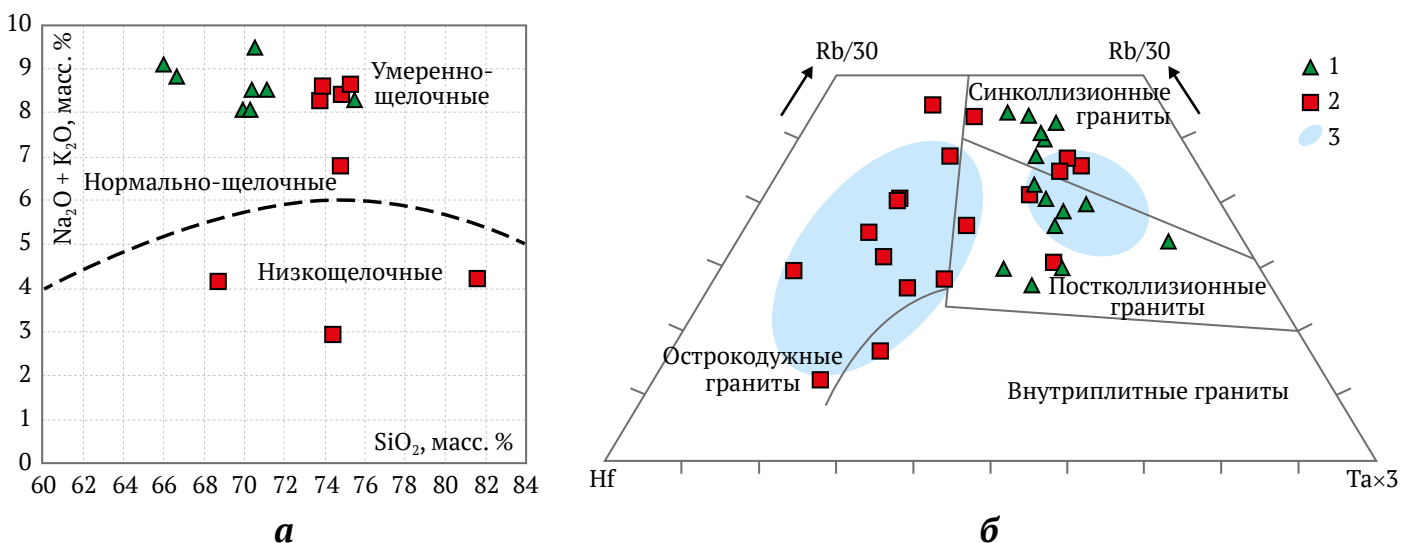 10
9
8
7
6
5
4
3
2
1
0
Na₂O + K₂O, масс. %
Умеренно-
щелочные
Нормально-щелочные
Низкощелочные
SiO₂, масс. %
60 62 64 66 68 70 72 74 76 78 80 82 84
а
Rb/30
Rb/30
Синколлизионные
граниты
1
2
3
Постколлизионные
граниты
Острокодужные
граниты
Внутриплитные граниты
Hf
Ta×3
б